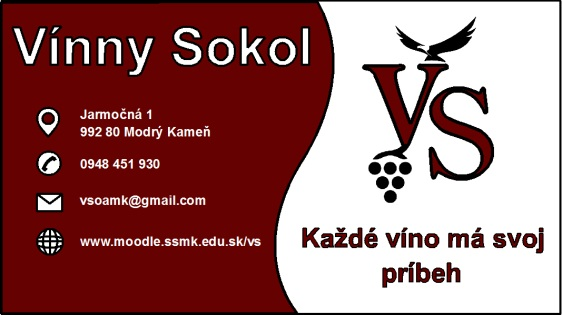 Vínny Sokol
Jarmočná 1
992 80 Modrý Kameň
0948 451 930
vsoamk@gmail.com
www.moodle.ssmk.edu.sk/vs
VS
Každé víno má svoj
príbeh